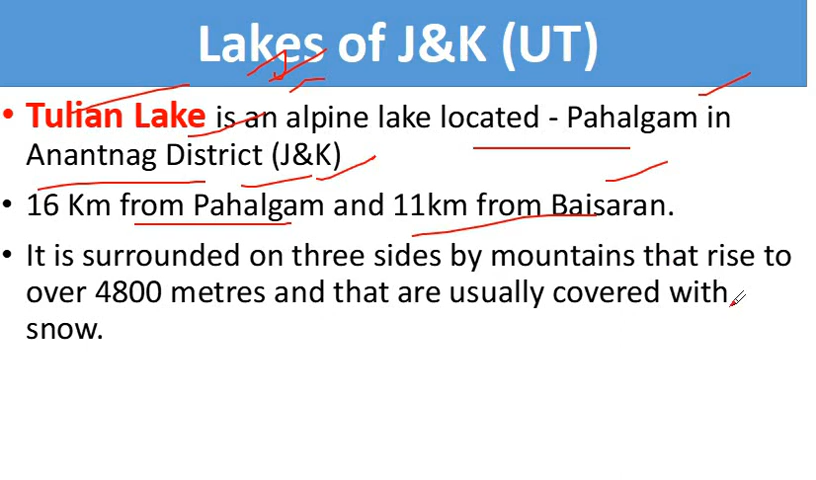 Lakes of J&K (UT)
• Tulian Lake is an alpine lake located - Pahalgam in
Anantnag District (J&K)
• 16 Km from Pahalgam and 11km from Baisaran.
• It is surrounded on three sides by mountains that rise to
over 4800 metres and that are usually covered with
snow.